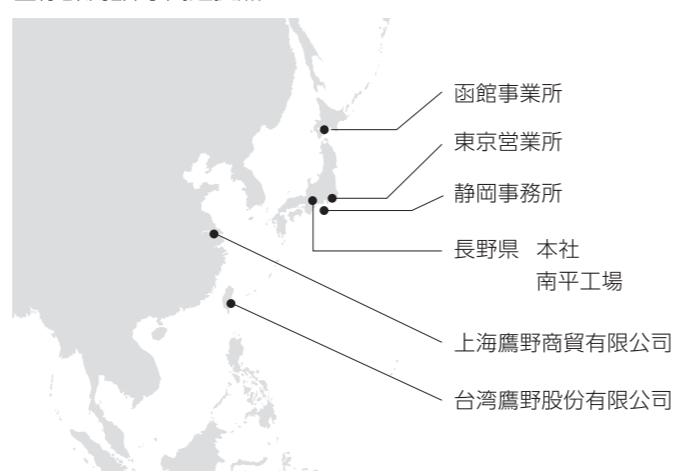 函館事業所
東京営業所
静岡事務所
長野県 本社
南平工場
上海鷹野商貿有限公司
台湾鷹野股份有限公司